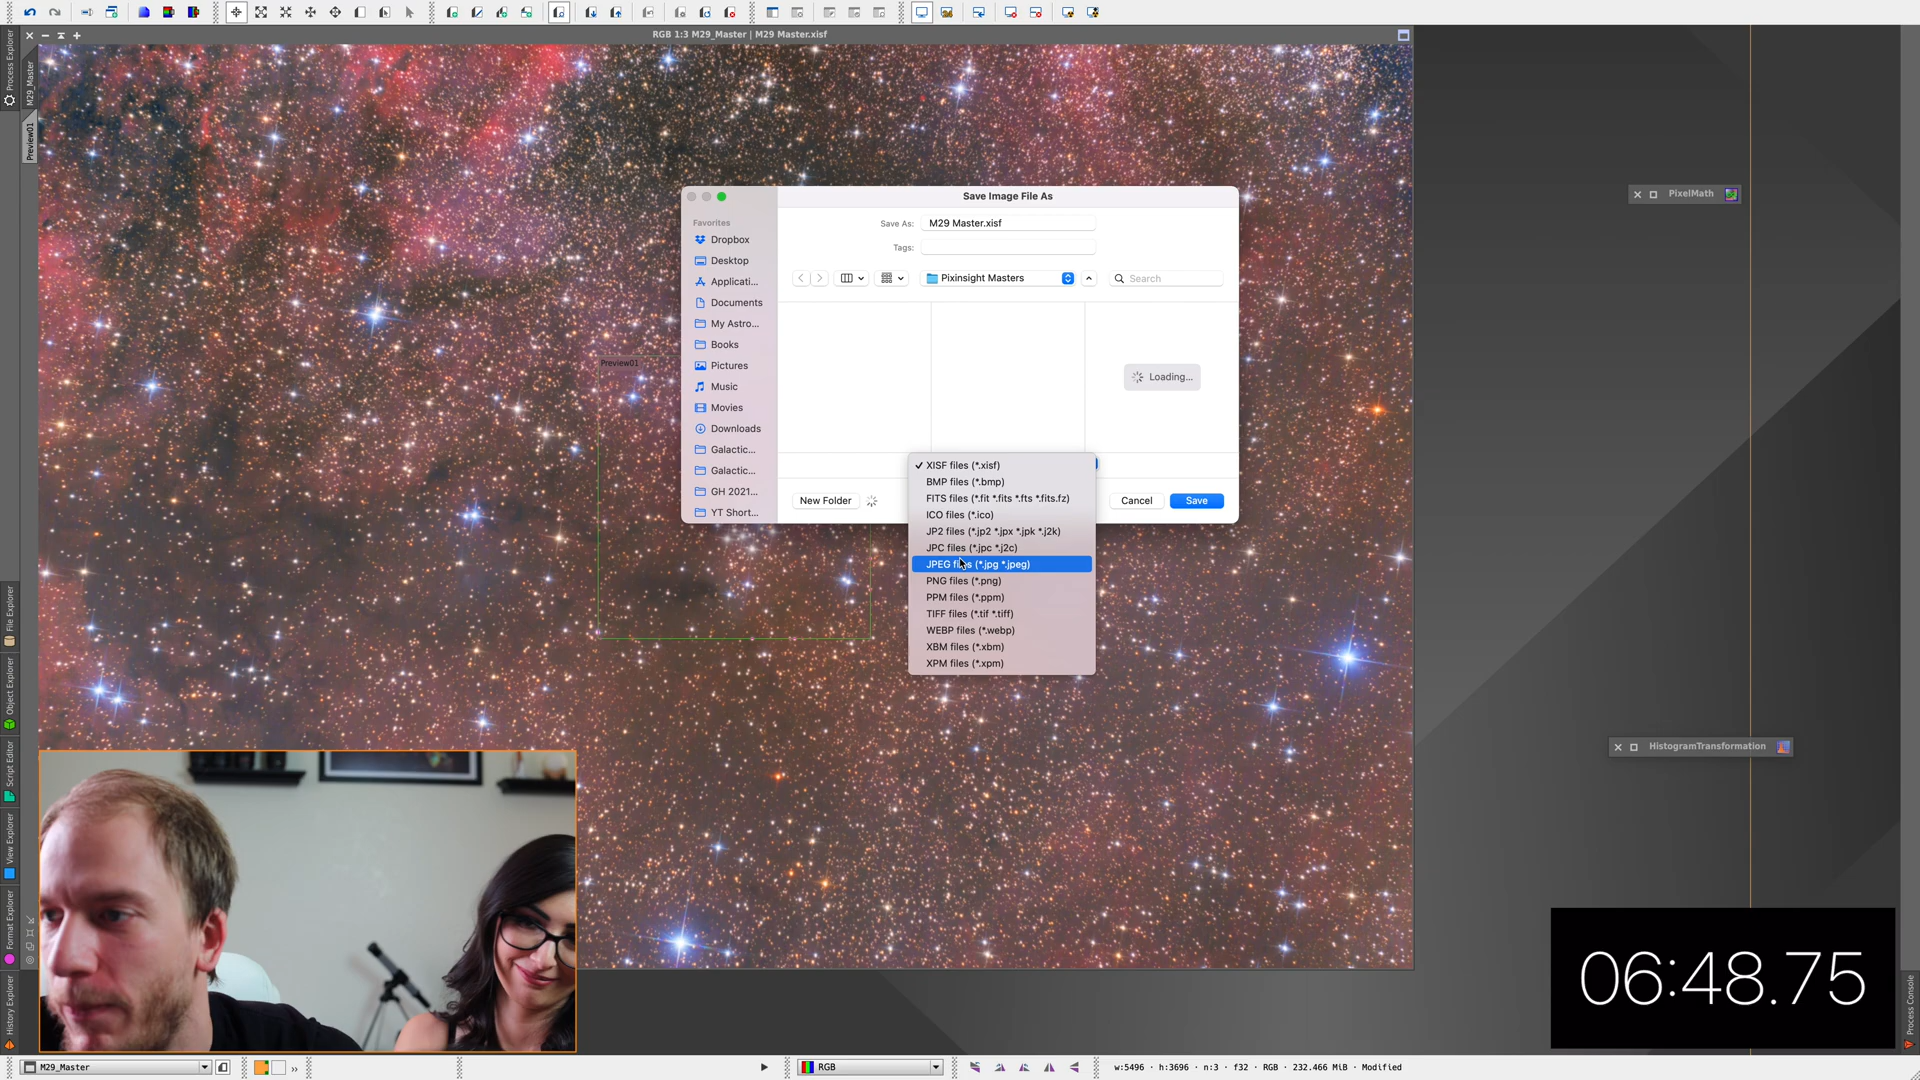 RGB 1:3 M29_Master | M29 Master.xisf
Process Explorer
M29_Master
Preview01
Save Image File As
PixelMath
Favorites
Dropbox
Desktop
Applicati...
Documents
My Astro...
Books
Pictures
Music
Movies
Downloads
Galactic...
Galactic...
GH 2021...
YT Short...
Save As:
M29 Master.xisf
Tags:
Pixinsight Masters
Search
Loading...
Preview01
XISF files (*.xisf)
BMP files (*.bmp)
FITS files (*.fit *.fits *.fts *.fits.fz)
ICO files (*.ico)
JP2 files (*.jp2 *.jpx *.jpk *.j2k)
JPC files (*.jpc *.j2c)
JPEG files (*.jpg *.jpeg)
PNG files (*.png)
PPM files (*.ppm)
TIFF files (*.tif *.tiff)
WEBP files (*.webp)
XBM files (*.xbm)
XPM files (*.xpm)
New Folder
Cancel
Save
File Explorer
Object Explorer
Script Editor
View Explorer
Format Explorer
History Explorer
HistogramTransformation
06:48.75
Process Console
M29_Master
RGB
w:5496 · h:3696 · n:3 · f32 · RGB · 232.466 MiB · Modified